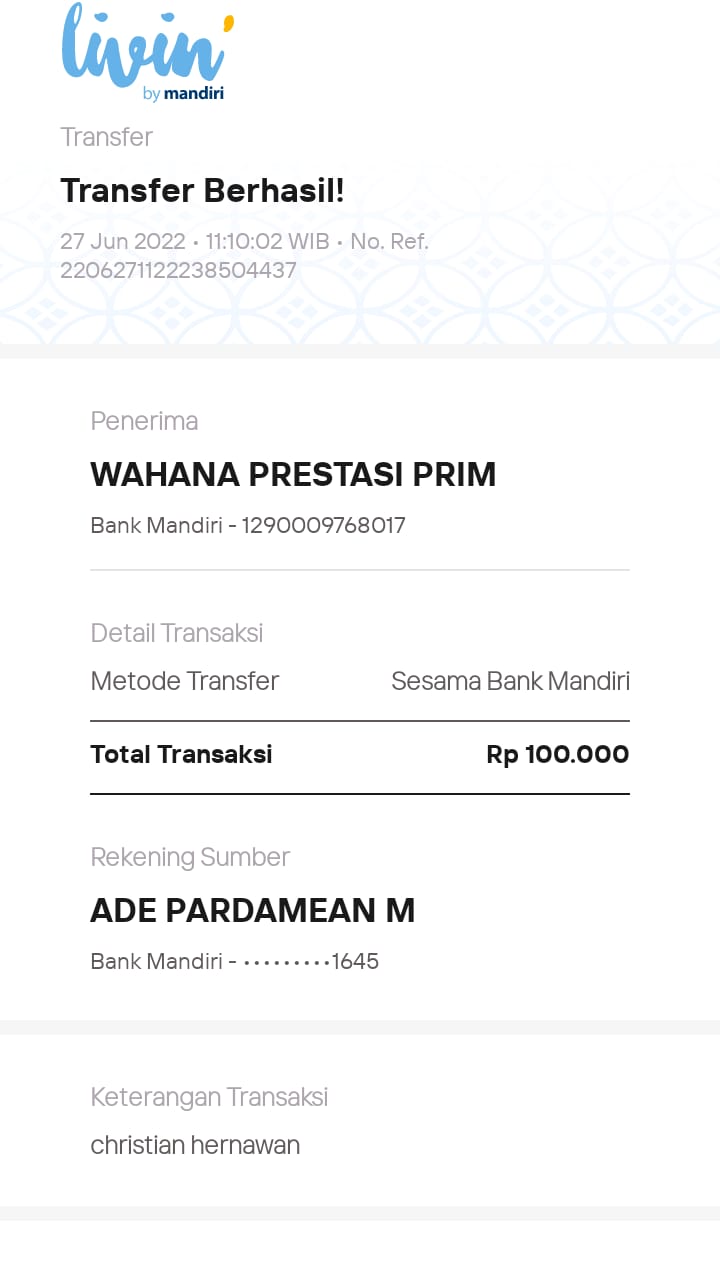 livin'
by mandiri
Transfer
Transfer Berhasil!
27 Jun 2022 • 11:10:02 WIB • No. Ref.
2206271122238504437
Penerima
WAHANA PRESTASI PRIM
Bank Mandiri - 1290009768017
Detail Transaksi
Metode Transfer Sesama Bank Mandiri
Total Transaksi Rp 100.000
Rekening Sumber
ADE PARDAMEAN M
Bank Mandiri - •••••••••1645
Keterangan Transaksi
christian hernawan